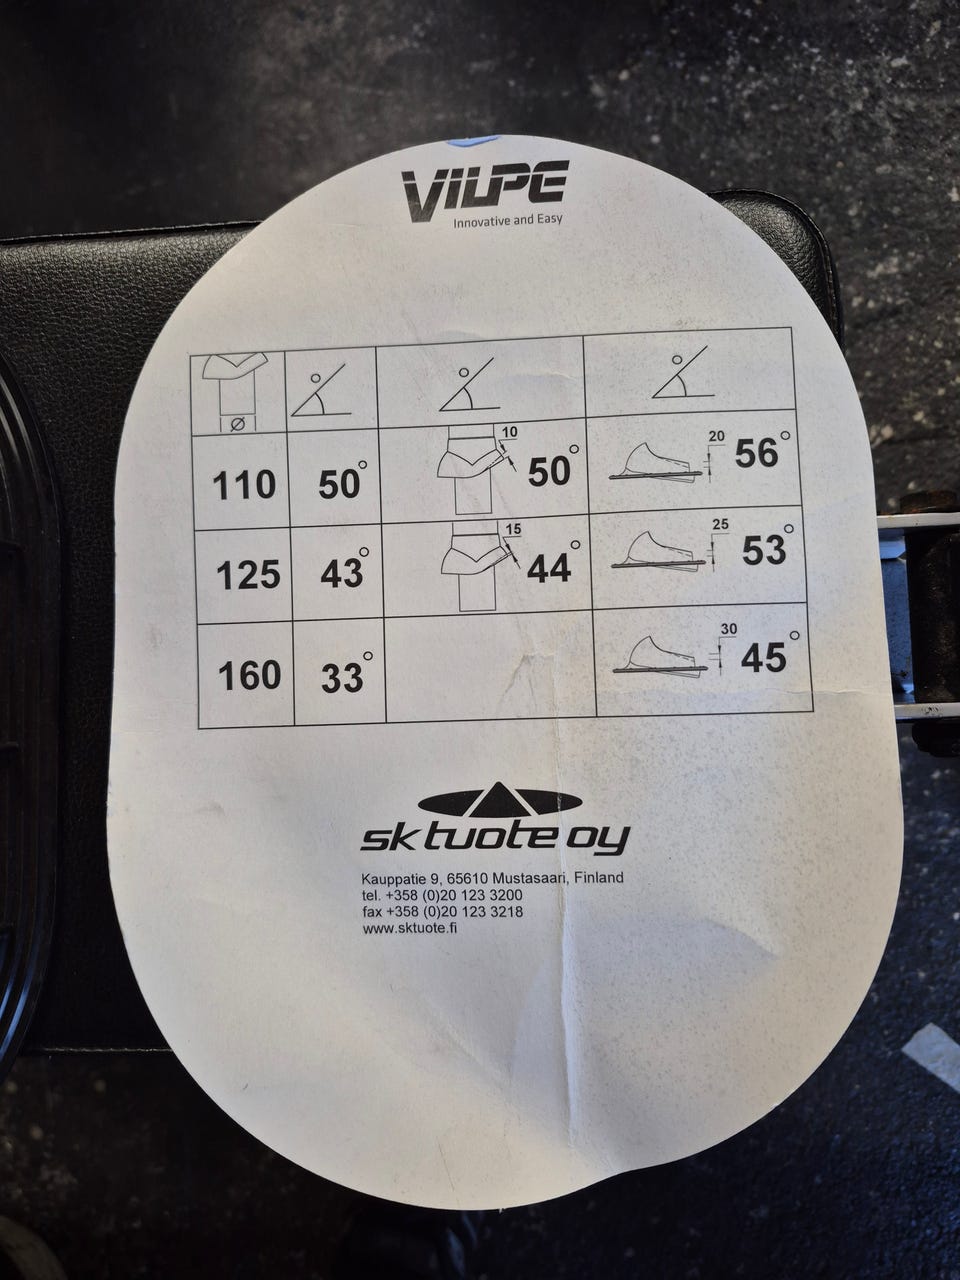 VILPE
Innovative and Easy
Ø
110 50° 10 50° 20 56°
125 43° 15 44° 25 53°
160 33° 30 45°
sk tuote oy
Kauppatie 9, 65610 Mustasaari, Finland
tel. +358 (0)20 123 3200
fax +358 (0)20 123 3218
www.sktuote.fi